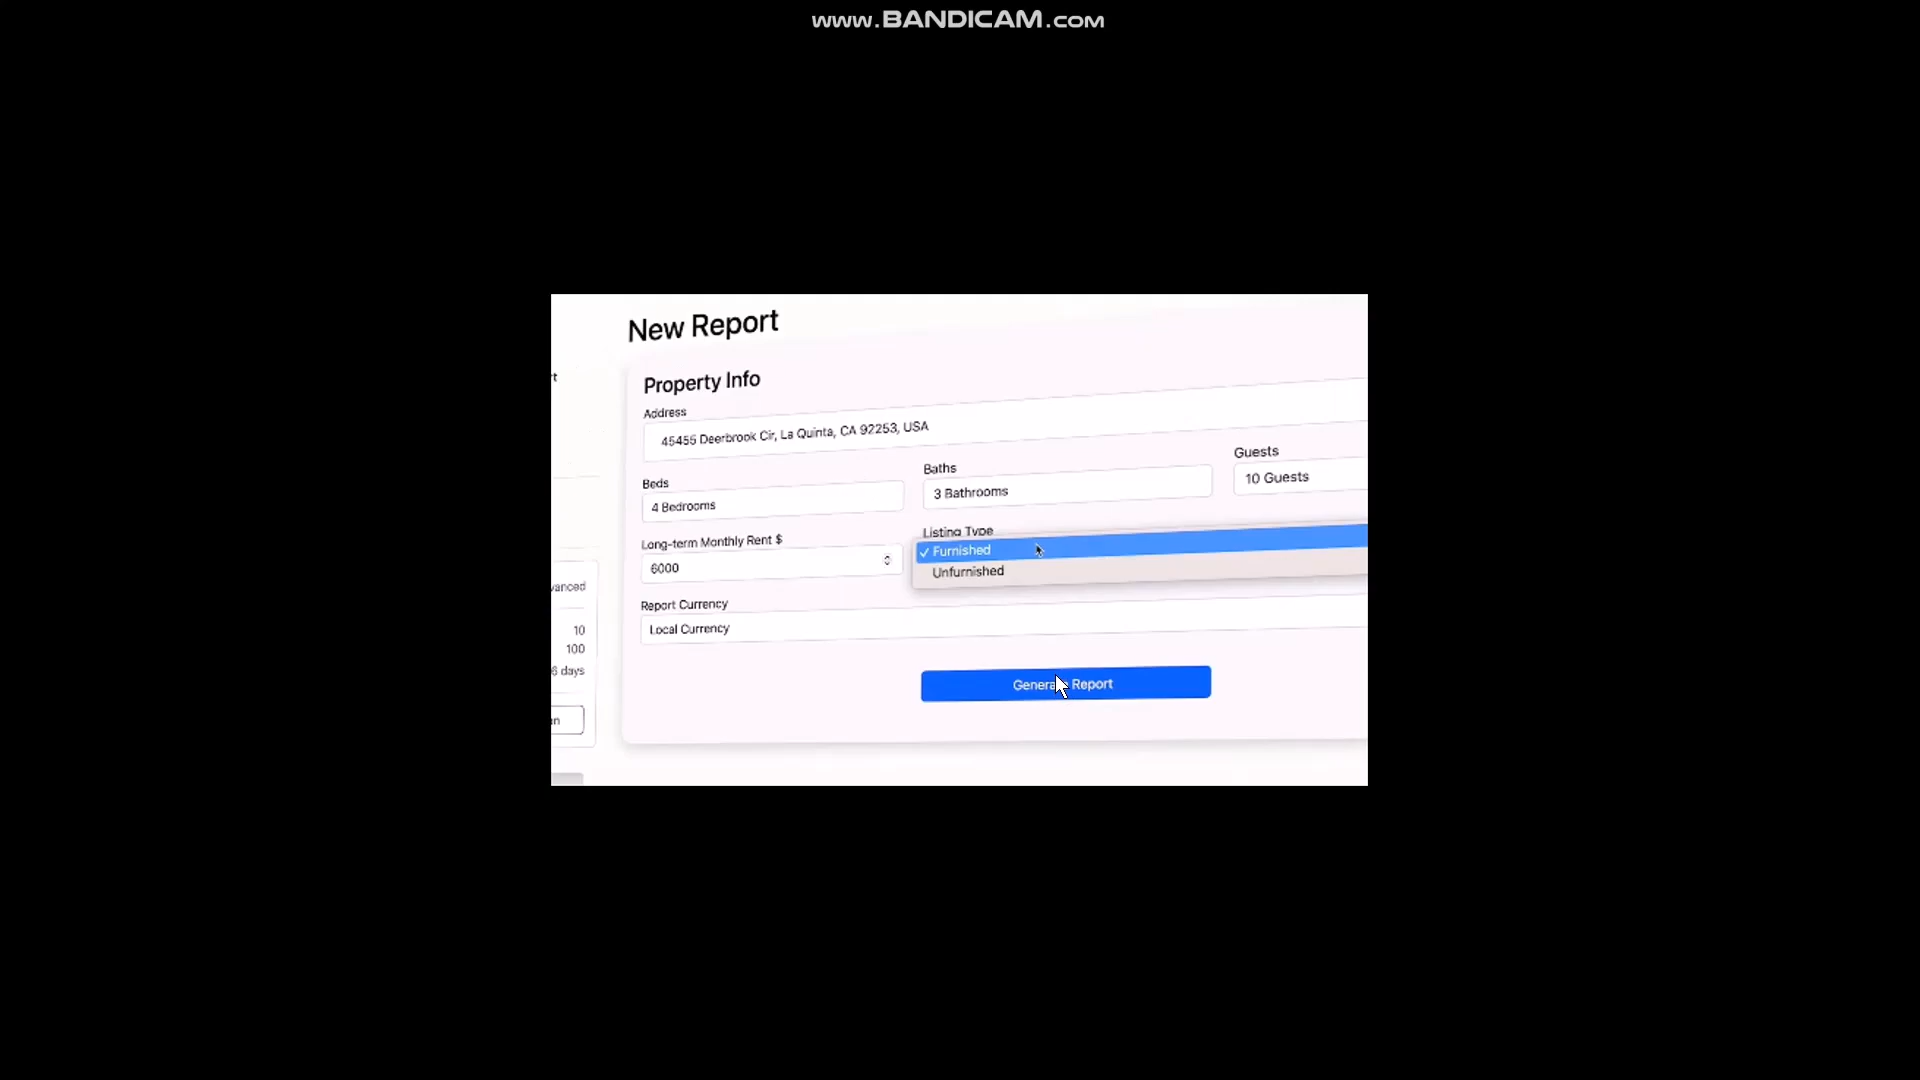 www.BANDICAM.COM
New Report
Property Info
Address
45455 Deerbrook Cir, La Quinta, CA 92253, USA
Beds
Baths
Guests
4 Bedrooms
3 Bathrooms
10 Guests
Long-term Monthly Rent $
Listing Type
6000
✓ Furnished
Unfurnished
Report Currency
Local Currency
10
100
6 days
Report